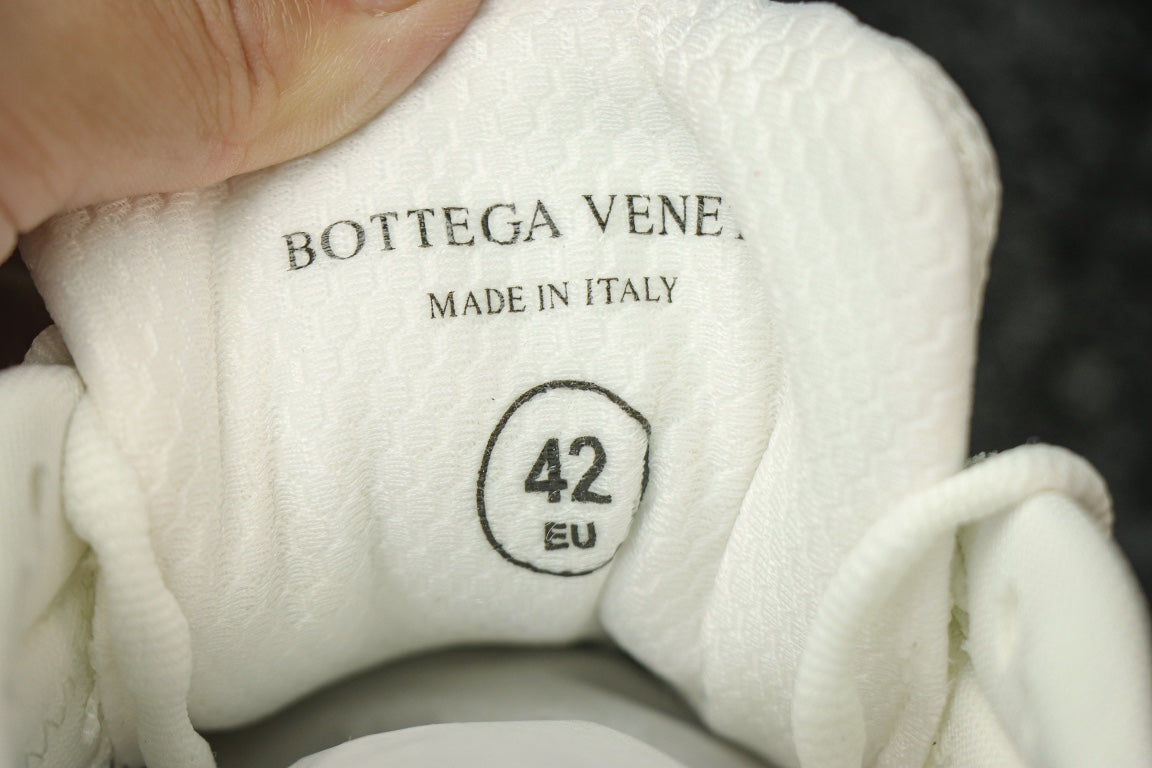 BOTTEGA VENE
MADE IN ITALY
42
EU